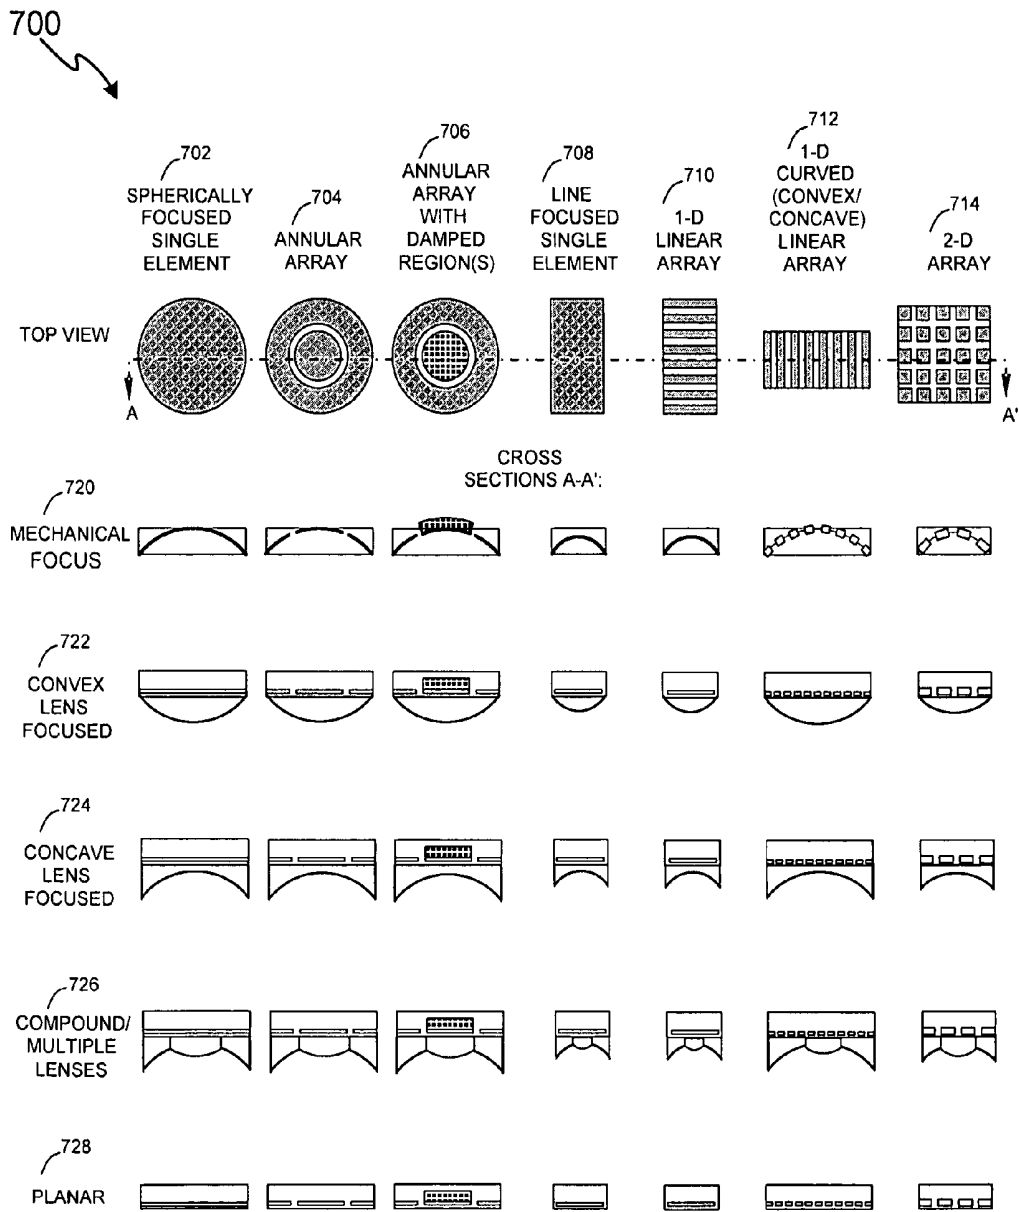 700
702
SPHERICALLY
FOCUSED
SINGLE
ELEMENT
704
ANNULAR
ARRAY
706
ANNULAR
ARRAY
WITH
DAMPED
REGION(S)
708
LINE
FOCUSED
SINGLE
ELEMENT
710
1-D
LINEAR
ARRAY
712
1-D
CURVED
(CONVEX/
CONCAVE)
LINEAR
ARRAY
714
2-D
ARRAY
TOP VIEW
A
A'
CROSS
SECTIONS A-A':
720
MECHANICAL
FOCUS
722
CONVEX
LENS
FOCUSED
724
CONCAVE
LENS
FOCUSED
726
COMPOUND/
MULTIPLE
LENSES
728
PLANAR